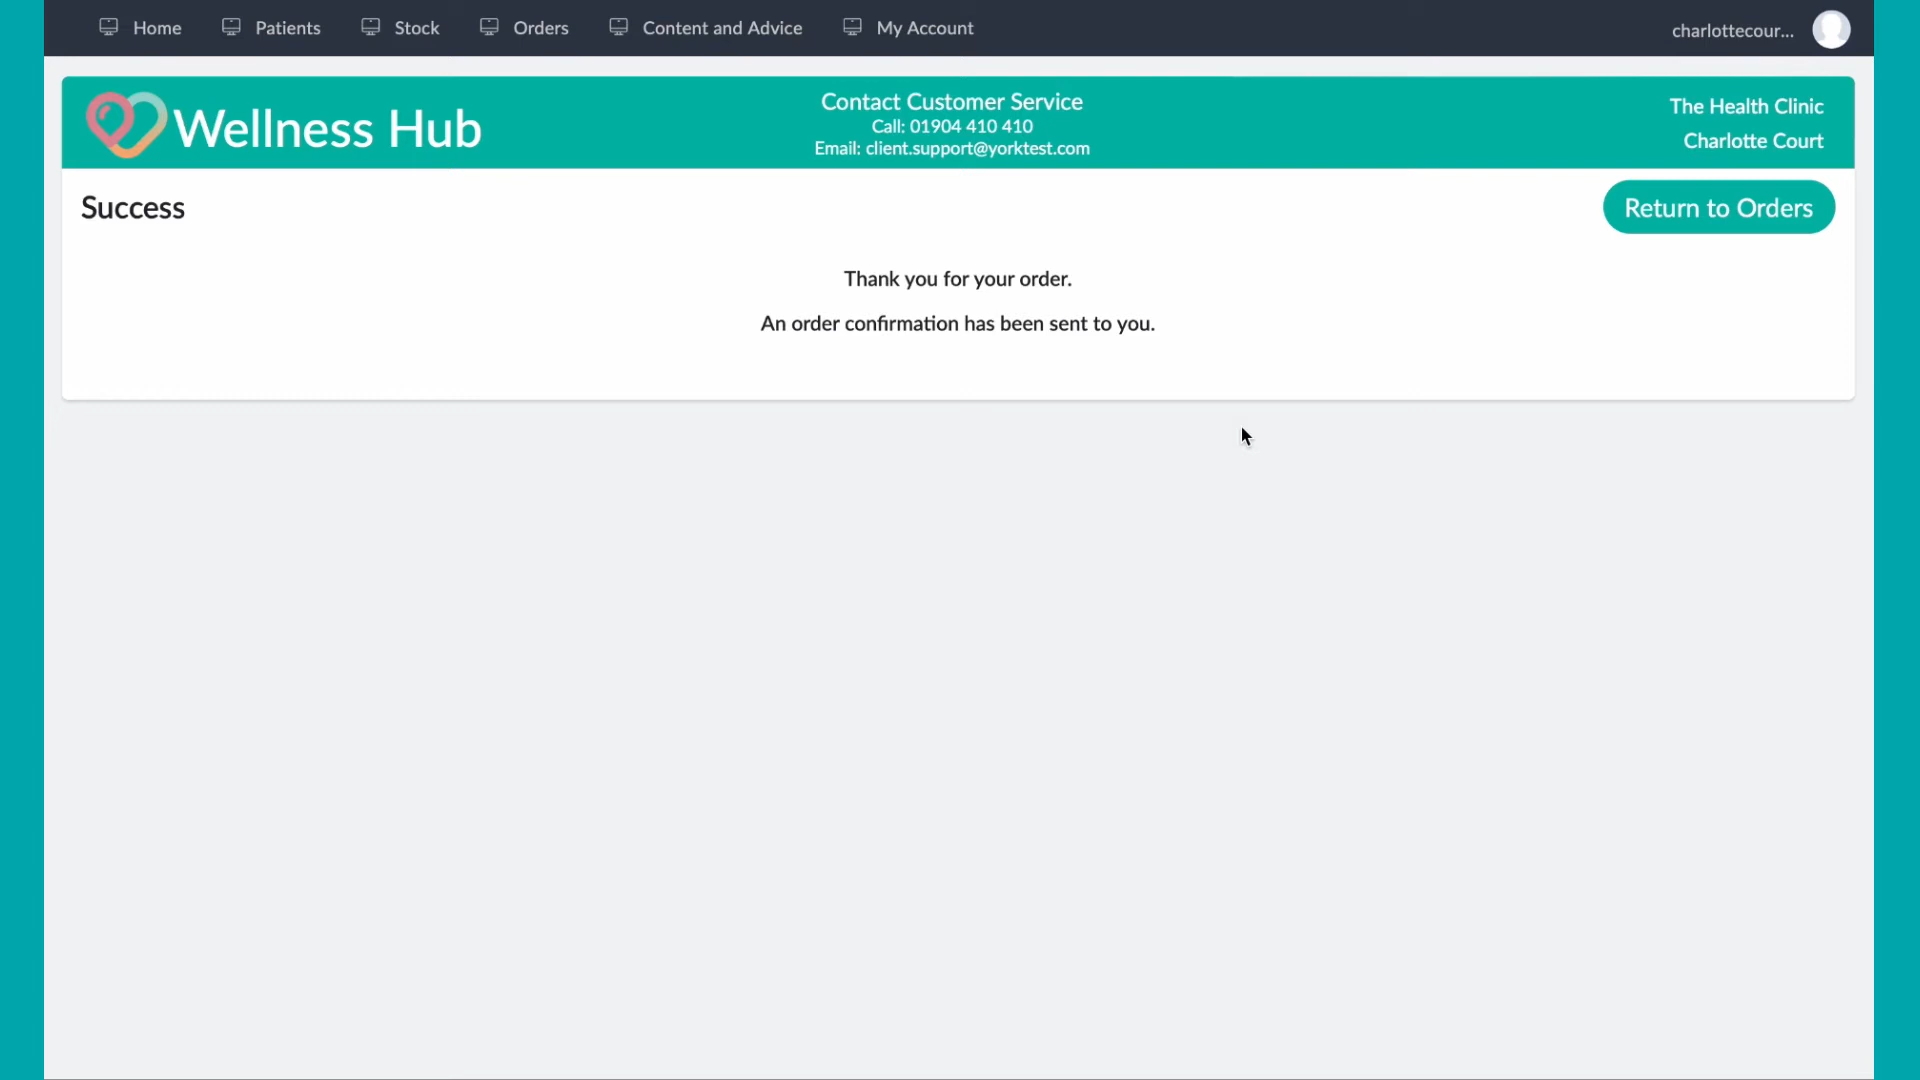 Home Patients Stock Orders Content and Advice My Account charlottecour...
Wellness Hub
Contact Customer Service
Call: 01904 410 410
Email: client.support@yorktest.com
The Health Clinic
Charlotte Court
Success
Return to Orders
Thank you for your order.
An order confirmation has been sent to you.